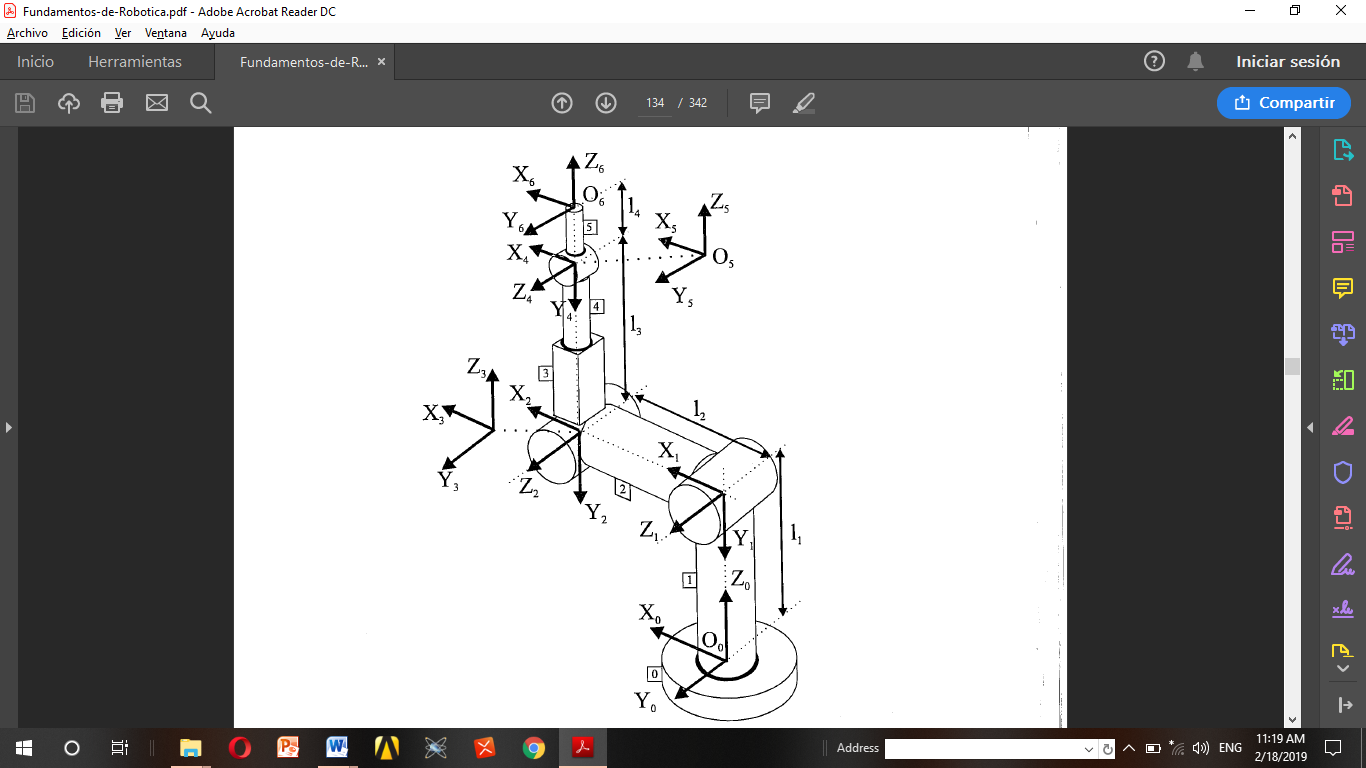 Fundamentos-de-Robotica.pdf - Adobe Acrobat Reader DC
Archivo Edición Ver Ventana Ayuda
Inicio Herramientas Fundamentos-de-R... × Iniciar sesión
134 / 342 Compartir
Z6
X6
O6
Y6
l4
5
Z5
X5
X4
O5
Z4
Y5
Y4
4
l3
3
Z3
X2
X3
l2
Y3
Z2
2
Y2
X1
Z1
Y1
l1
1
Z0
X0
O0
0
Y0
Address
ENG
11:19 AM
2/18/2019